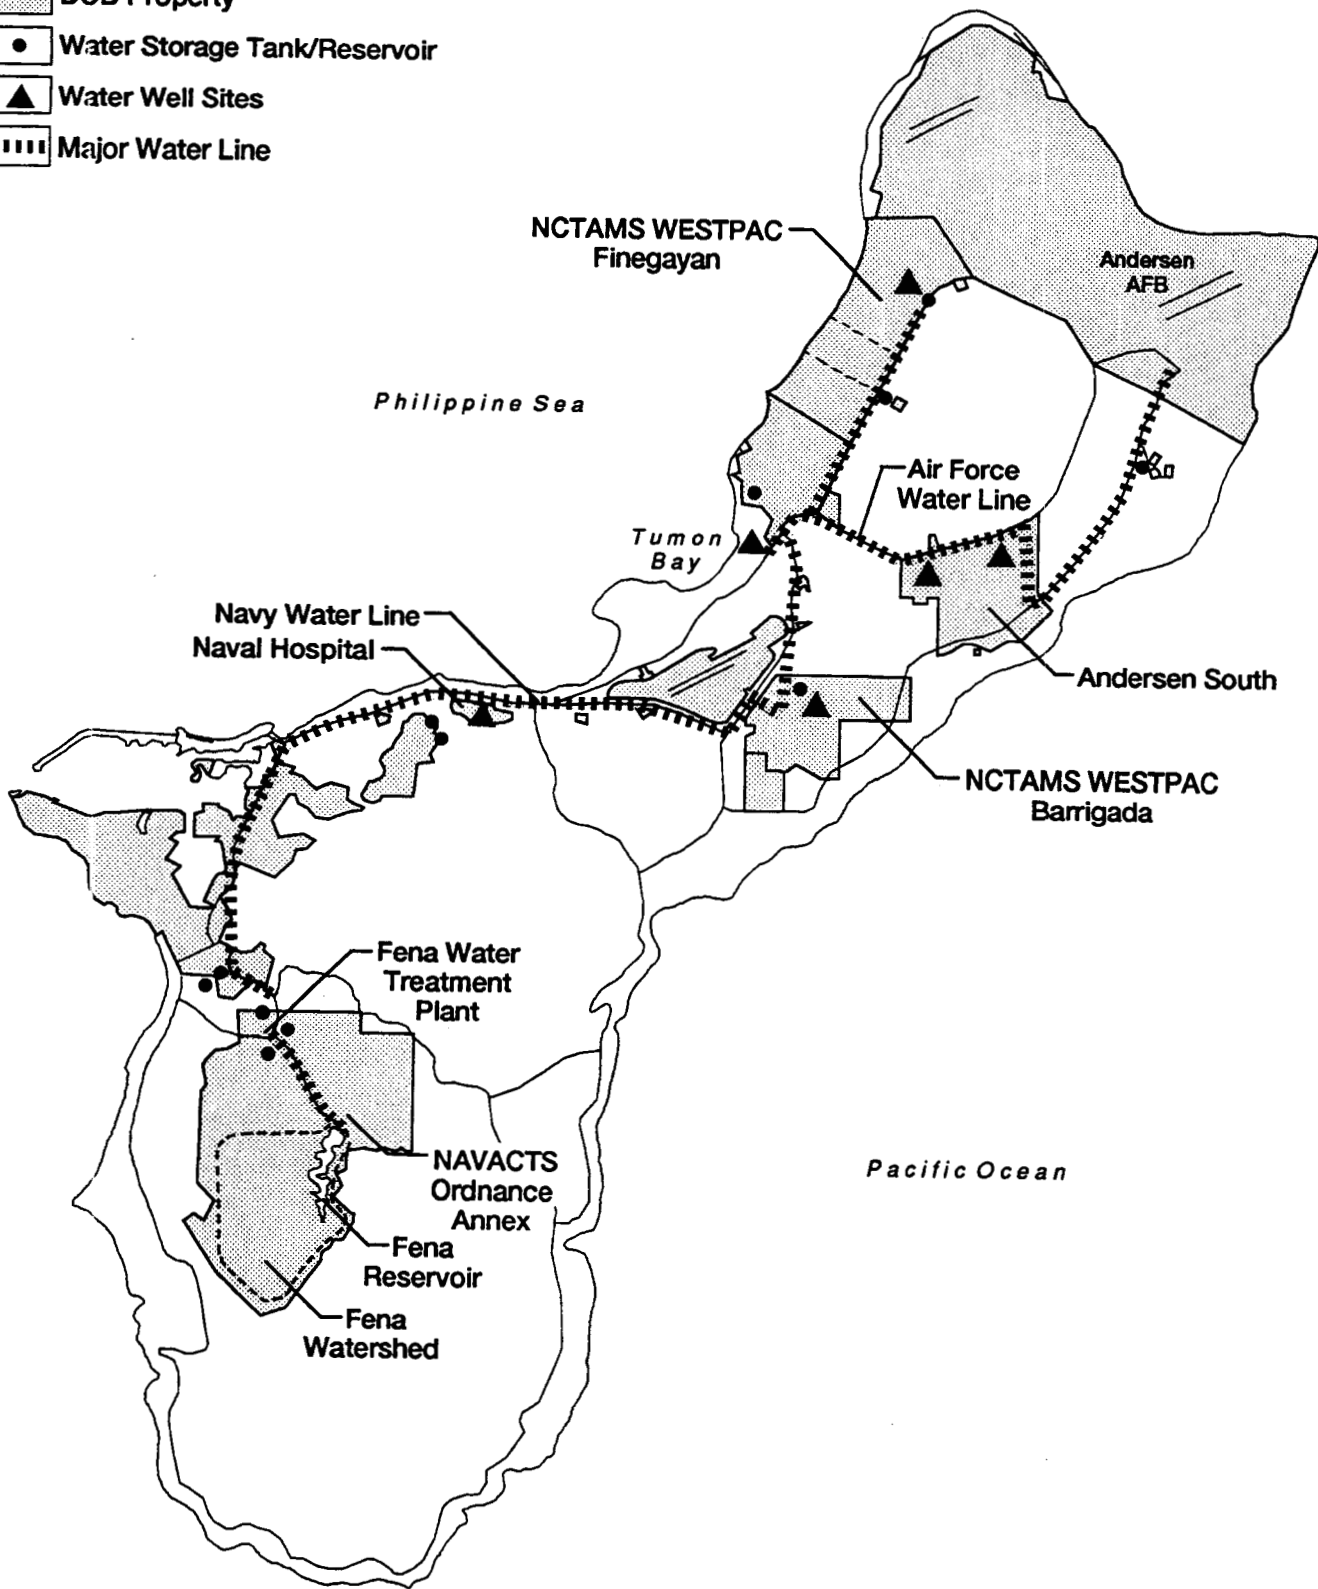 Property
Water Storage Tank/Reservoir
Water Well Sites
Major Water Line
NCTAMS WESTPAC
Finegayan
Andersen
AFB
Philippine Sea
Air Force
Water Line
Tumon
Bay
Navy Water Line
Naval Hospital
Andersen South
NCTAMS WESTPAC
Barrigada
Fena Water
Treatment
Plant
NAVACTS
Ordnance
Annex
Pacific Ocean
Fena
Reservoir
Fena
Watershed